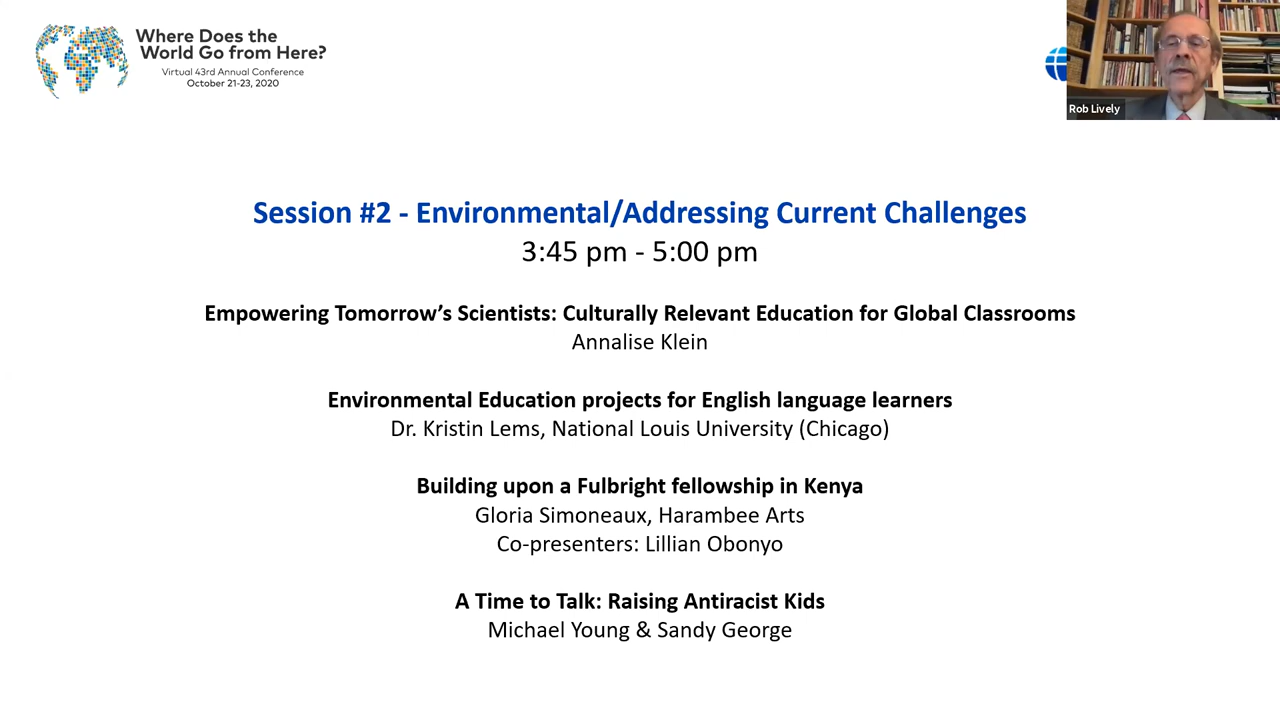 Where Does the
World Go from Here?
Virtual 43rd Annual Conference
October 21-23, 2020
Rob Lively
Session #2 - Environmental/Addressing Current Challenges
3:45 pm - 5:00 pm
Empowering Tomorrow’s Scientists: Culturally Relevant Education for Global Classrooms
Annalise Klein
Environmental Education projects for English language learners
Dr. Kristin Lems, National Louis University (Chicago)
Building upon a Fulbright fellowship in Kenya
Gloria Simoneaux, Harambee Arts
Co-presenters: Lillian Obonyo
A Time to Talk: Raising Antiracist Kids
Michael Young & Sandy George